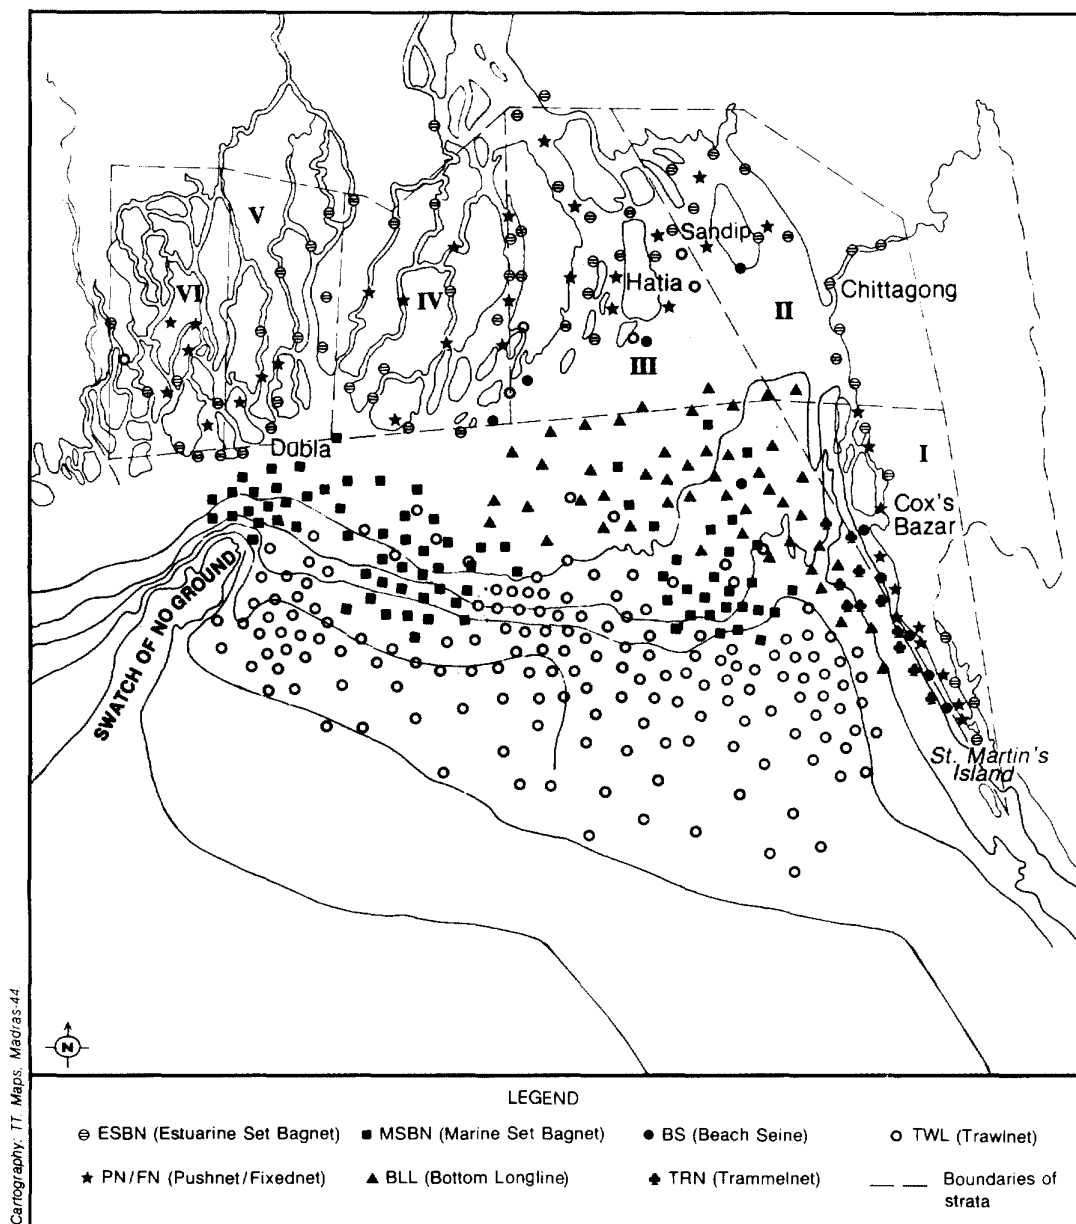 V
Sandip
VI
IV
Hatia
Chittagong
II
III
I
Dubla
Cox's
Bazar
SWATCH OF NO GROUND
St. Martin's
Island
N
Cartography: TT. Maps, Madras-44
LEGEND
ESBN (Estuarine Set Bagnet)
MSBN (Marine Set Bagnet)
BS (Beach Seine)
TWL (Trawlnet)
PN/FN (Pushnet/Fixednet)
BLL (Bottom Longline)
TRN (Trammelnet)
Boundaries of
strata